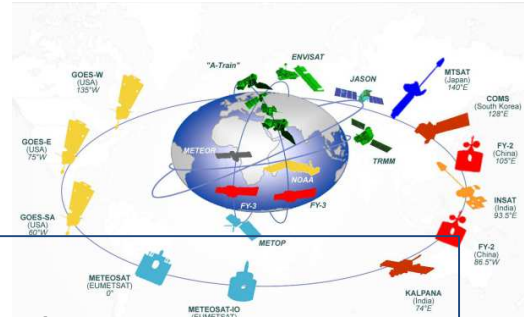 GOES-W
(USA)
135°W
"A-Train"
ENVISAT
JASON
MTSAT
(Japan)
140°E
COMS
(South Korea)
128°E
GOES-E
(USA)
75°W
METEOR
NOAA
TRMM
FY-2
(China)
105°E
INSAT
(India)
93.5°E
FY-3
FY-3
GOES-SA
(USA)
60°W
METOP
FY-2
(China)
86.5°W
METEOSAT
(EUMETSAT)
0°
METEOSAT-IO
(EUMETSAT)
KALPANA
(India)
74°E